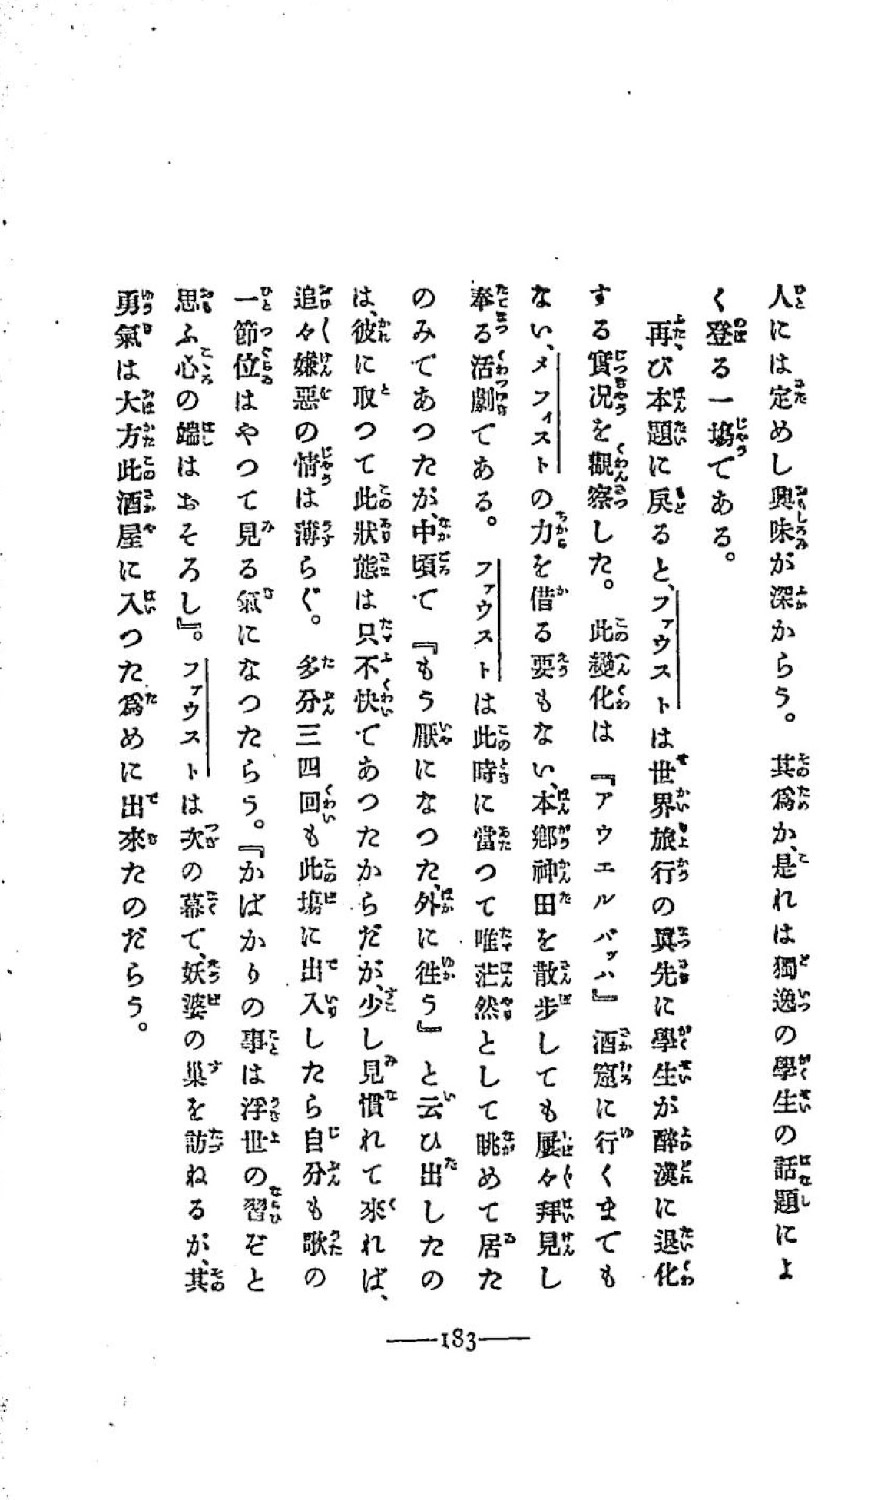 人には定めし興味が深からう。其爲か、是れは獨逸の學生の話題によ
く登る一塲である。
再び本題に戻ると、ファウストは世界旅行の眞先に學生が醉漢に退化
する實況を觀察した。此變化は『アウエルバッハ』酒窟に行くまでも
ない、メフィストの力を借る要もない、本鄕神田を散步しても屢々拜見し
奉る活劇である。ファウストは此時に當つて唯茫然として眺めて居た
のみであつたが、中頃で『もう厭になつた、外に徃う』と云ひ出したの
は、彼に取つて此狀態は只不快であつたからだが、少し見慣れて來れば、
追々嫌惡の情は薄らぐ。多分三四回も此塲に出入したら自分も歌の
一節位はやつて見る氣になつたらう。『かばかりの事は浮世の習ぞと
思ふ心の端はおそろし』。ファウストは次の幕で、妖婆の巢を訪ねるが、其
勇氣は大方此酒屋に入つた爲めに出來たのだらう。
183